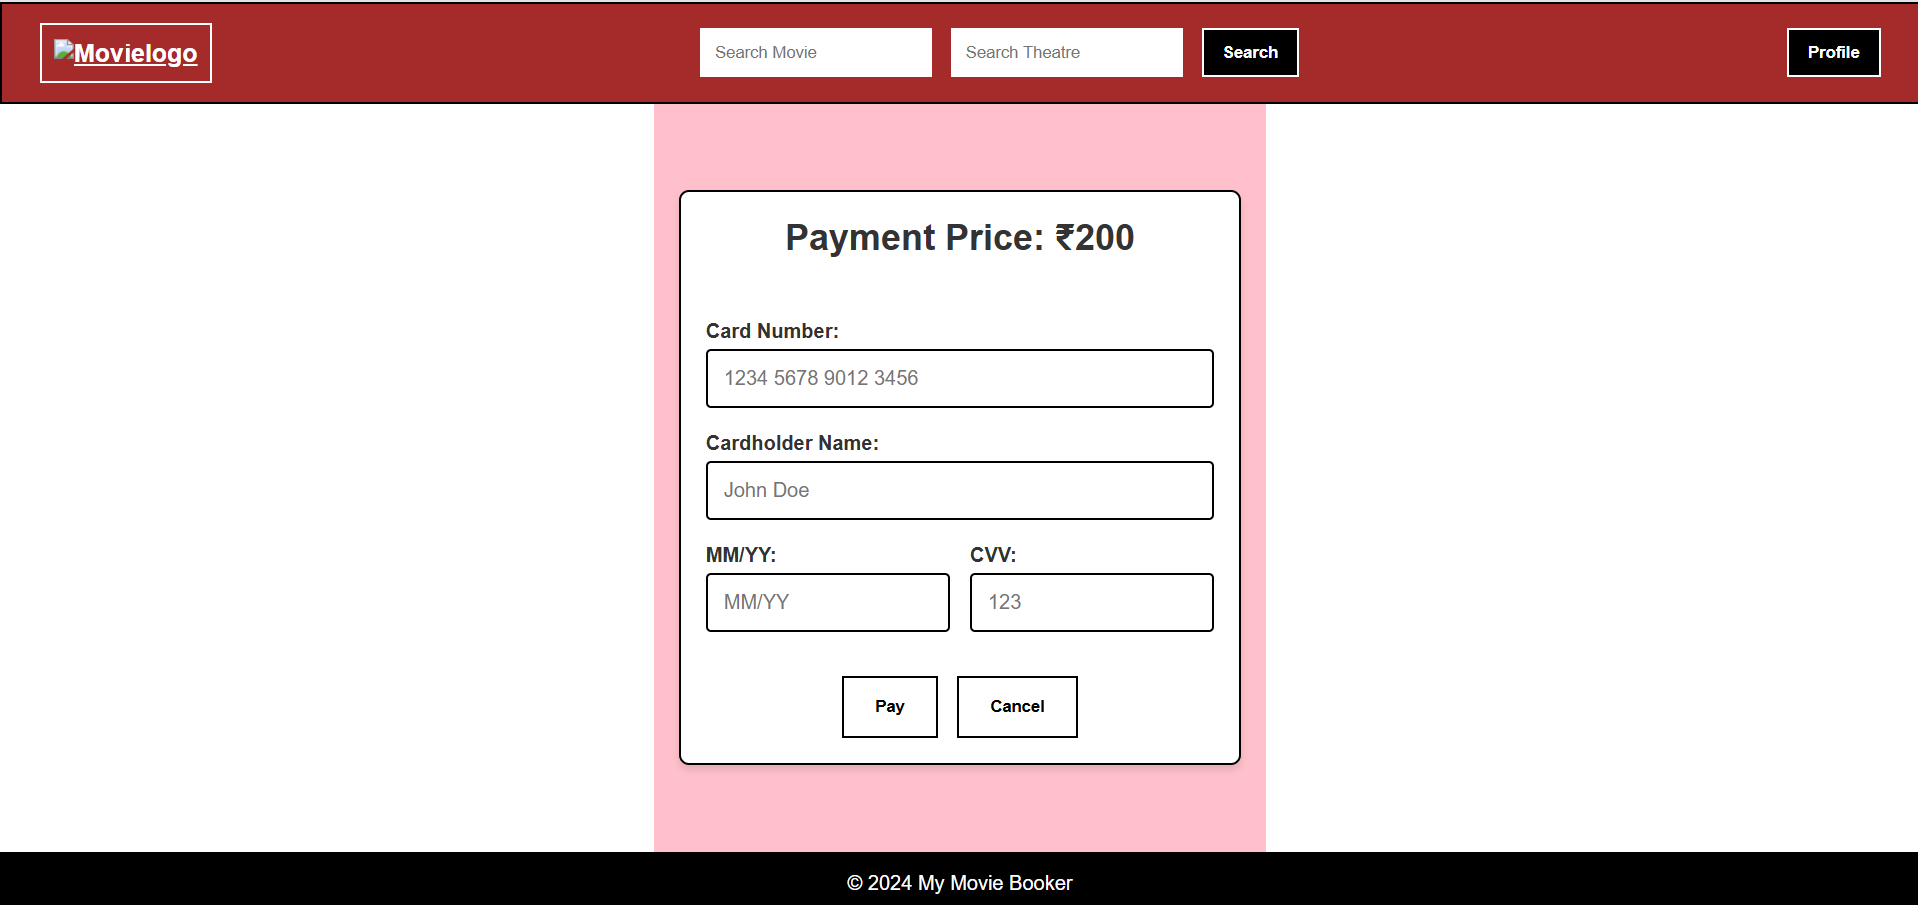 Movielogo
Search Movie
Search Theatre
Search
Profile
Payment Price: ₹200
Card Number:
1234 5678 9012 3456
Cardholder Name:
John Doe
MM/YY:
CVV:
MM/YY
123
Pay
Cancel
© 2024 My Movie Booker